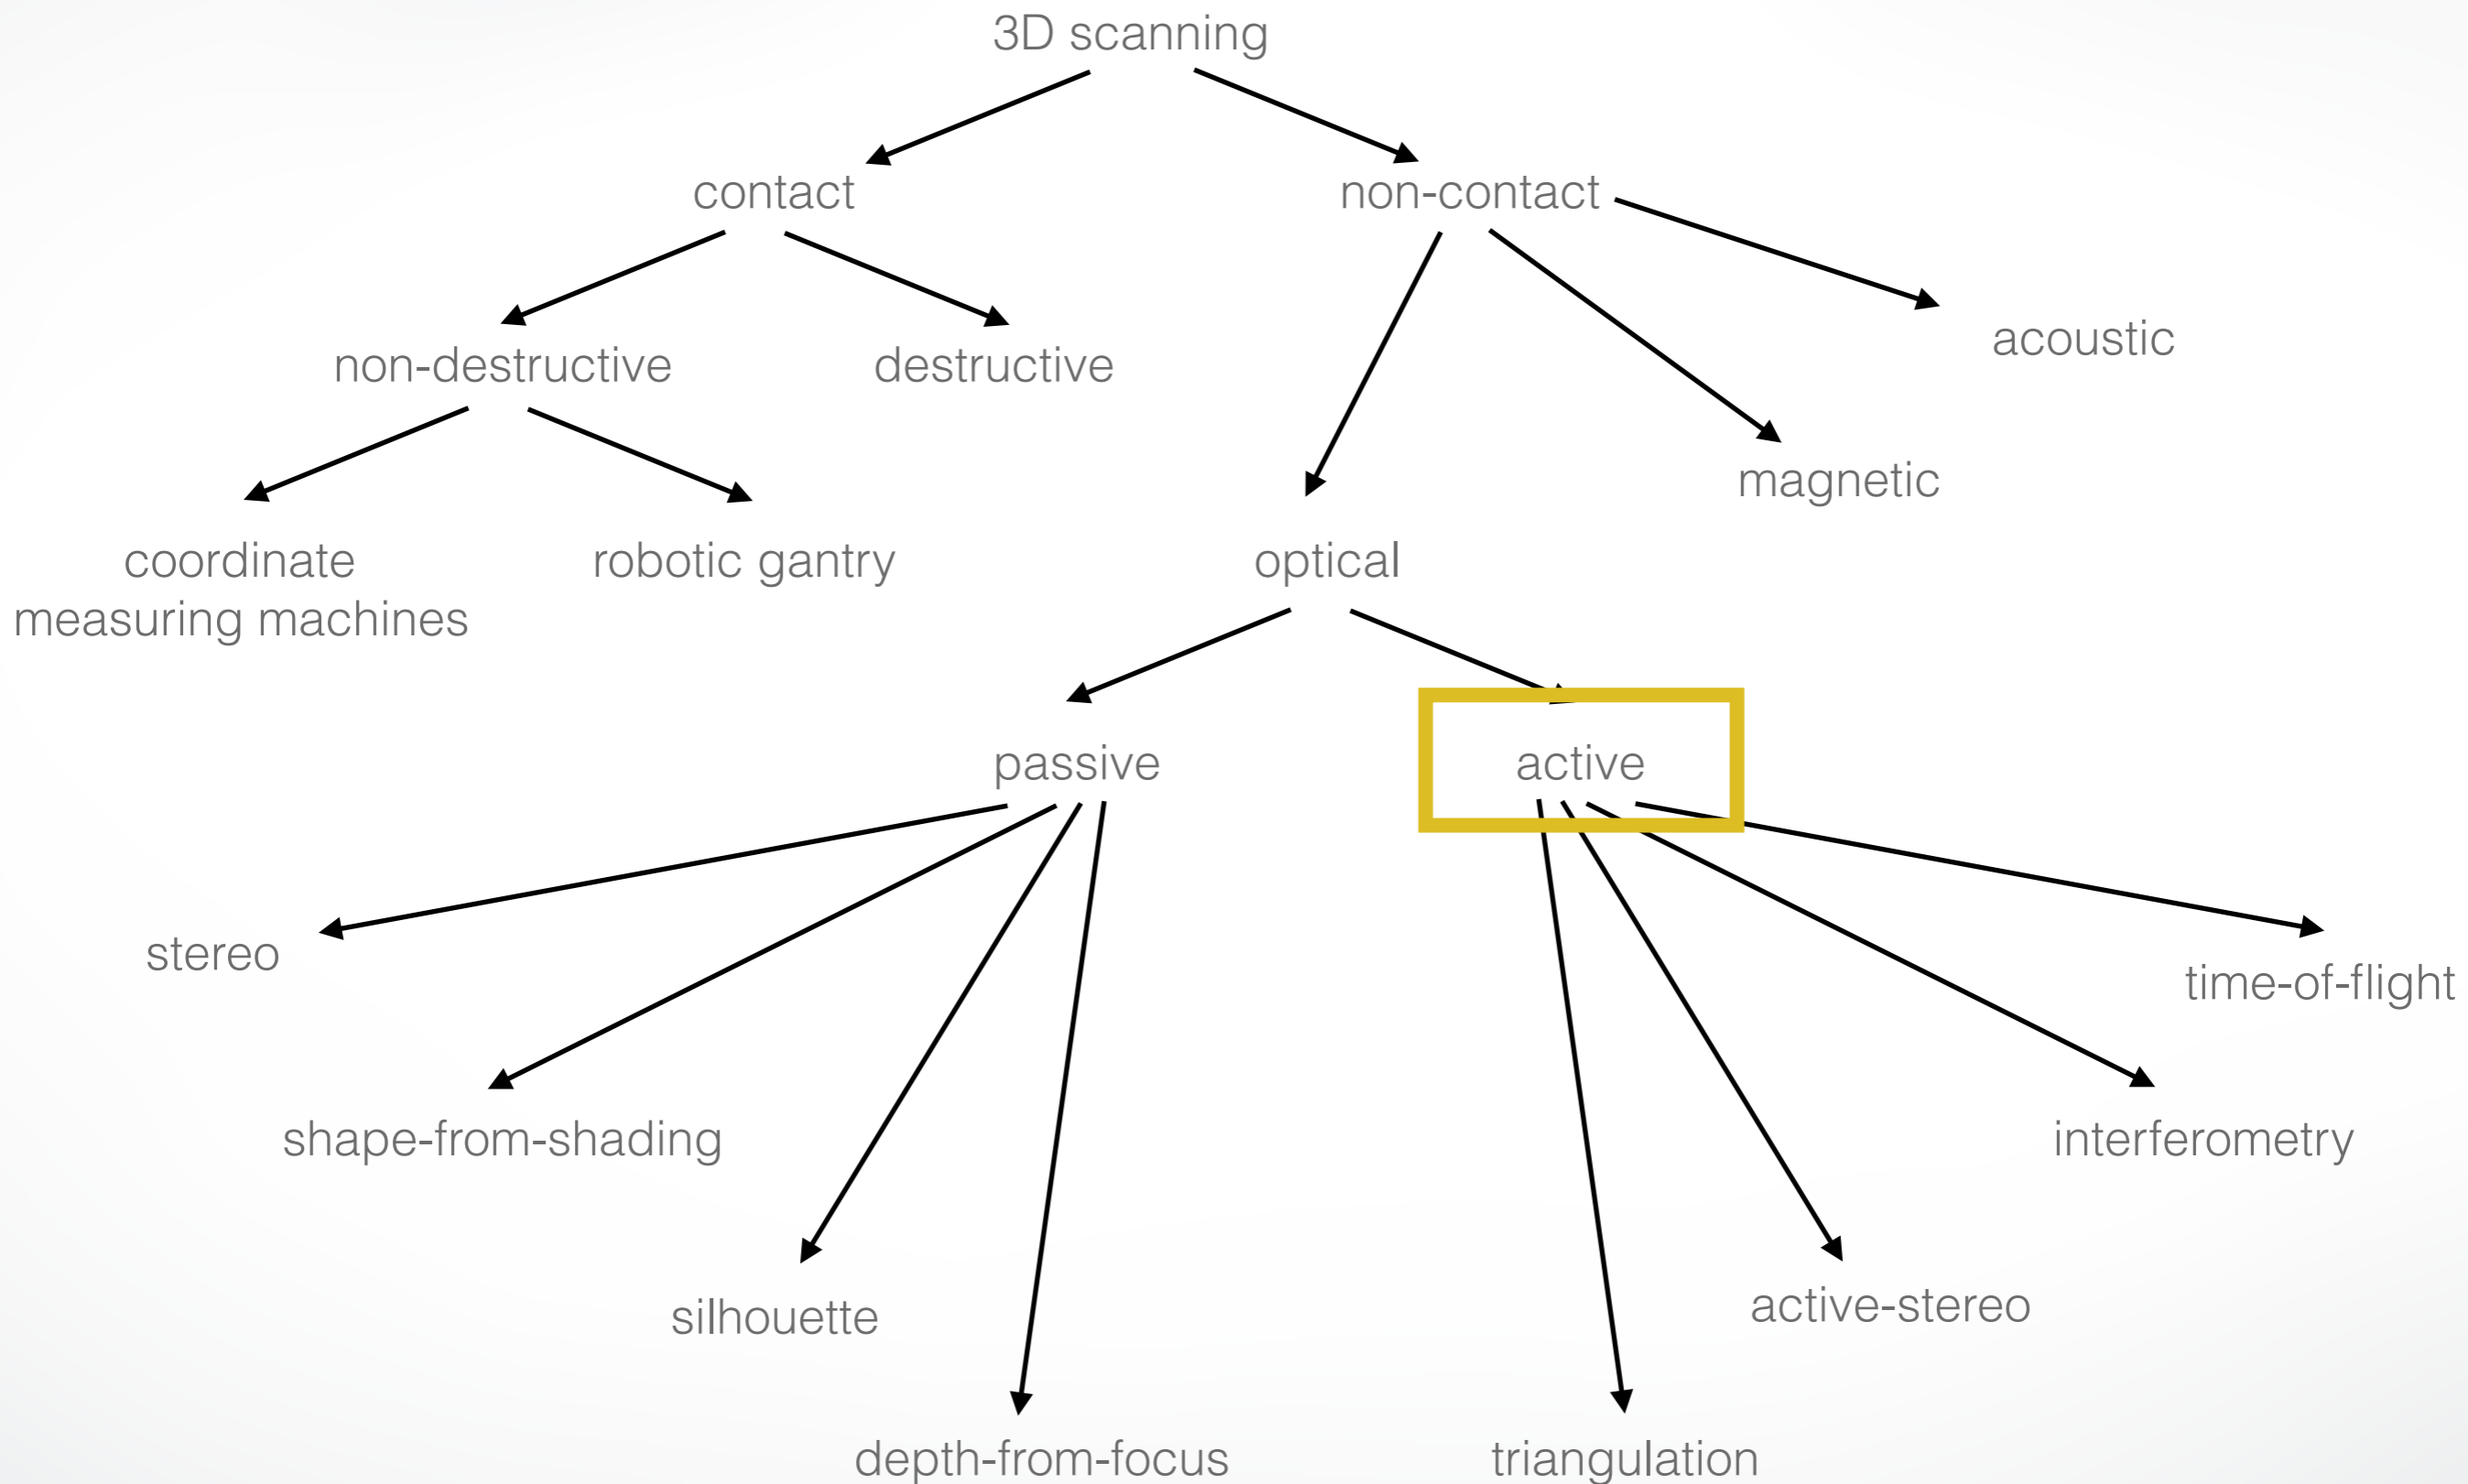 3D scanning
contact
non-contact
non-destructive
destructive
acoustic
magnetic
coordinate
measuring machines
robotic gantry
optical
passive
active
stereo
time-of-flight
shape-from-shading
interferometry
silhouette
active-stereo
depth-from-focus
triangulation